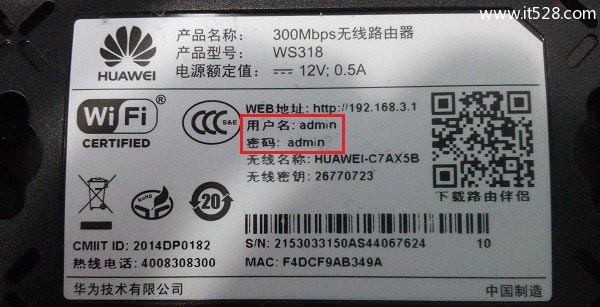 www.it528.com
产品名称: 300Mbps无线路由器
产品型号: WS318
电源额定值: 12V; 0.5A
HUAWEI
WiFi
CERTIFIED
CCC
S&E
WEB地址: http://192.168.3.1
用户名: admin
密码: admin
无线名称: HUAWEI-C7AX5B
无线密钥: 26770723
下载路由伴侣
20
CMIIT ID: 2014DP0182
热线电话: 4008308300
华为技术有限公司
S/N: 2153033150AS44067624 10
MAC: F4DCF9AB349A
中国制造